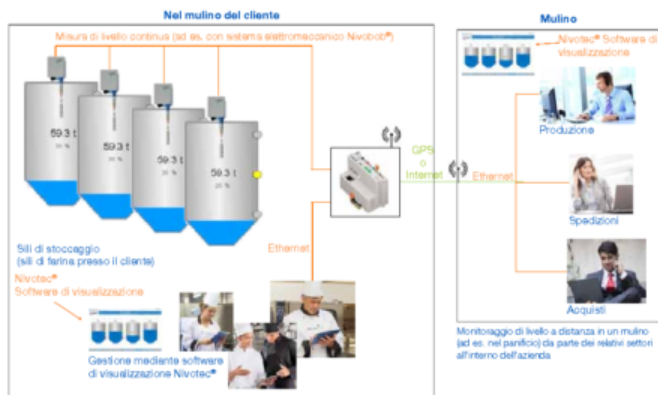 Nel mulino del cliente
Misura di livello continua (ad es. con sistema elettromeccanico Nivobob®)
59.3 t
59.3 t
59.3 t
59.3 t
Sili di stoccaggio
(sili di farina presso il cliente)
Nivotec®
Software di visualizzazione
Gestione mediante software
di visualizzazione Nivotec®
Ethernet
GPS
o
Internet
Mulino
Nivotec® Software di
visualizzazione
Ethernet
Produzione
Spedizioni
Acquisti
Monitoraggio di livello a distanza in un mulino
(ad es. nel panificio) da parte dei relativi settori
all'interno dell'azienda